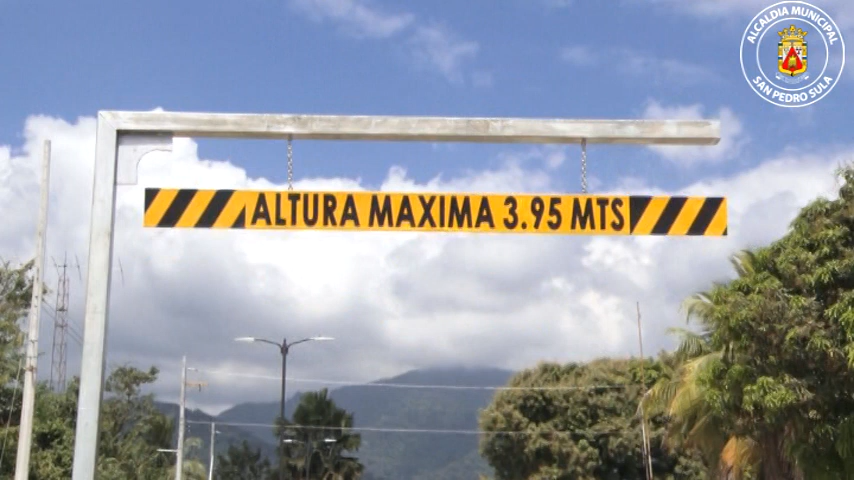 ALCALDIA MUNICIPAL
SAN PEDRO SULA
ALTURA MAXIMA 3.95 MTS